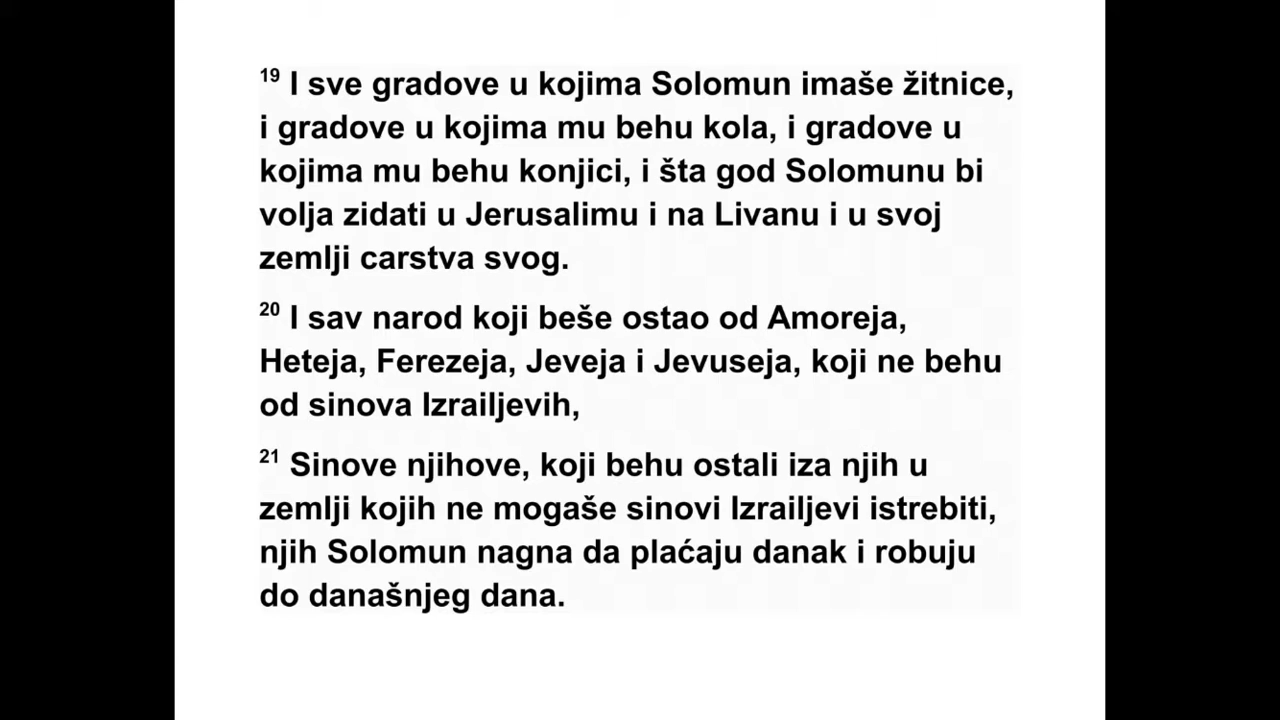 19 I sve gradove u kojima Solomun imaše žitnice,
i gradove u kojima mu behu kola, i gradove u
kojima mu behu konjici, i šta god Solomunu bi
volja zidati u Jerusalimu i na Livanu i u svoj
zemlji carstva svog.
20 I sav narod koji beše ostao od Amoreja,
Heteja, Ferezeja, Jeveja i Jevuseja, koji ne behu
od sinova Izrailjevih,
21 Sinove njihove, koji behu ostali iza njih u
zemlji kojih ne mogaše sinovi Izrailjevi istrebiti,
njih Solomun nagna da plaćaju danak i robuju
do današnjeg dana.